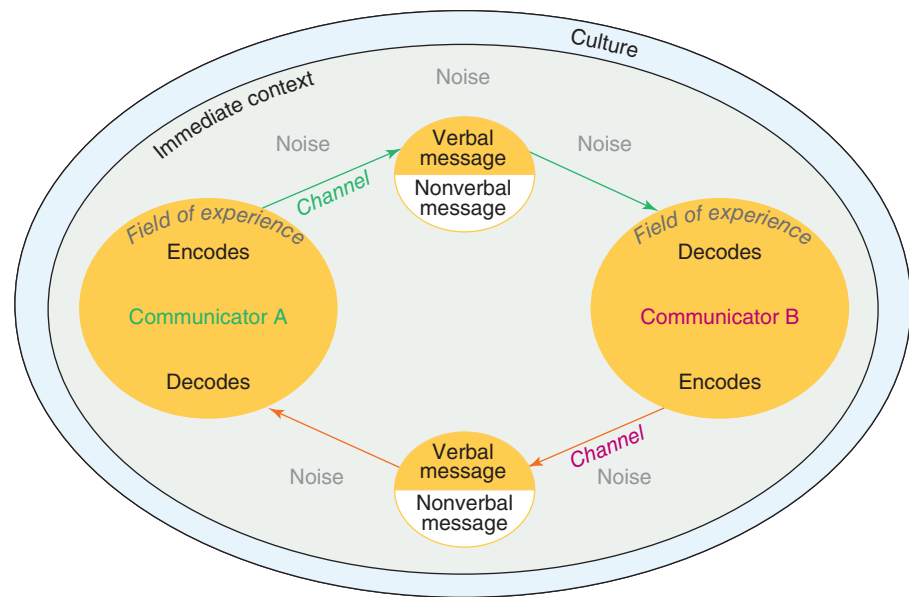 Culture
Noise
Immediate context
Noise
Verbal
message
Noise
Channel
Nonverbal
message
Field of experience
Encodes
Communicator A
Decodes
Field of experience
Decodes
Communicator B
Encodes
Channel
Verbal
message
Noise
Noise
Nonverbal
message